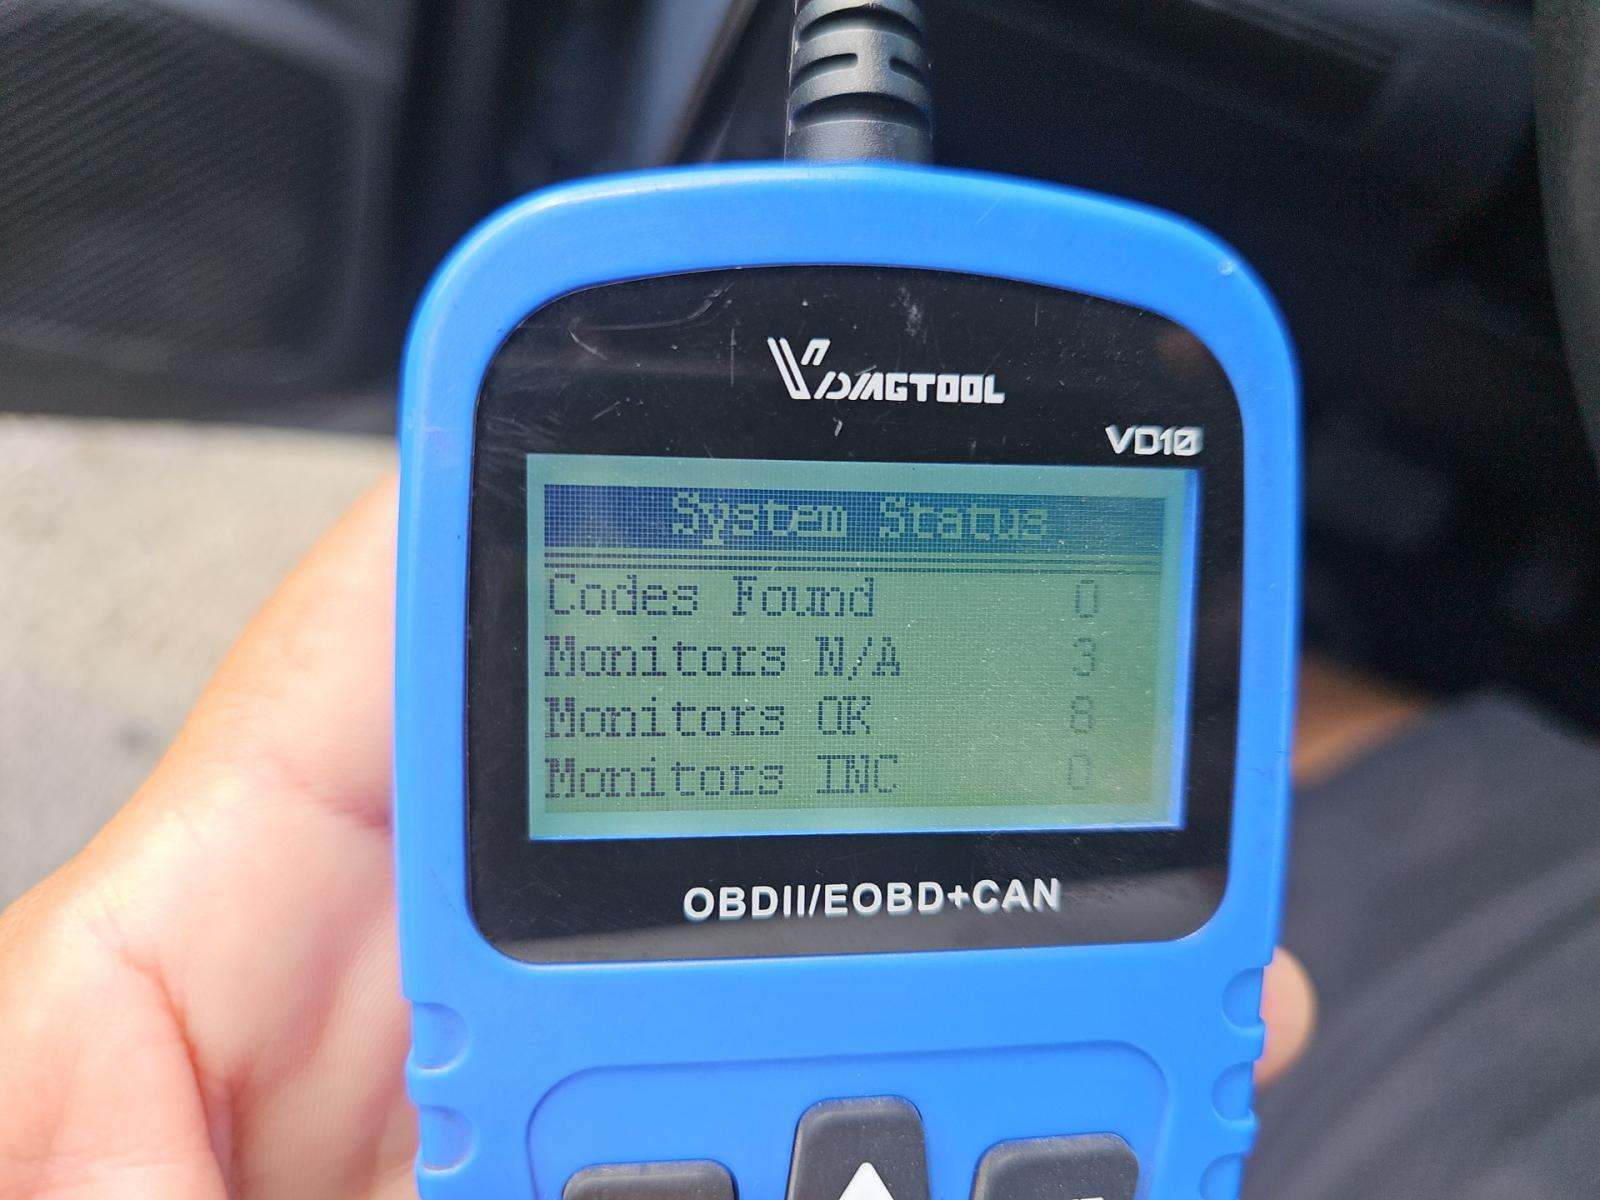 VDIAGTOOL
VD10
System Status
Codes Found 0
Monitors N/A 3
Monitors OK 8
Monitors INC 0
OBDII/EOBD+CAN